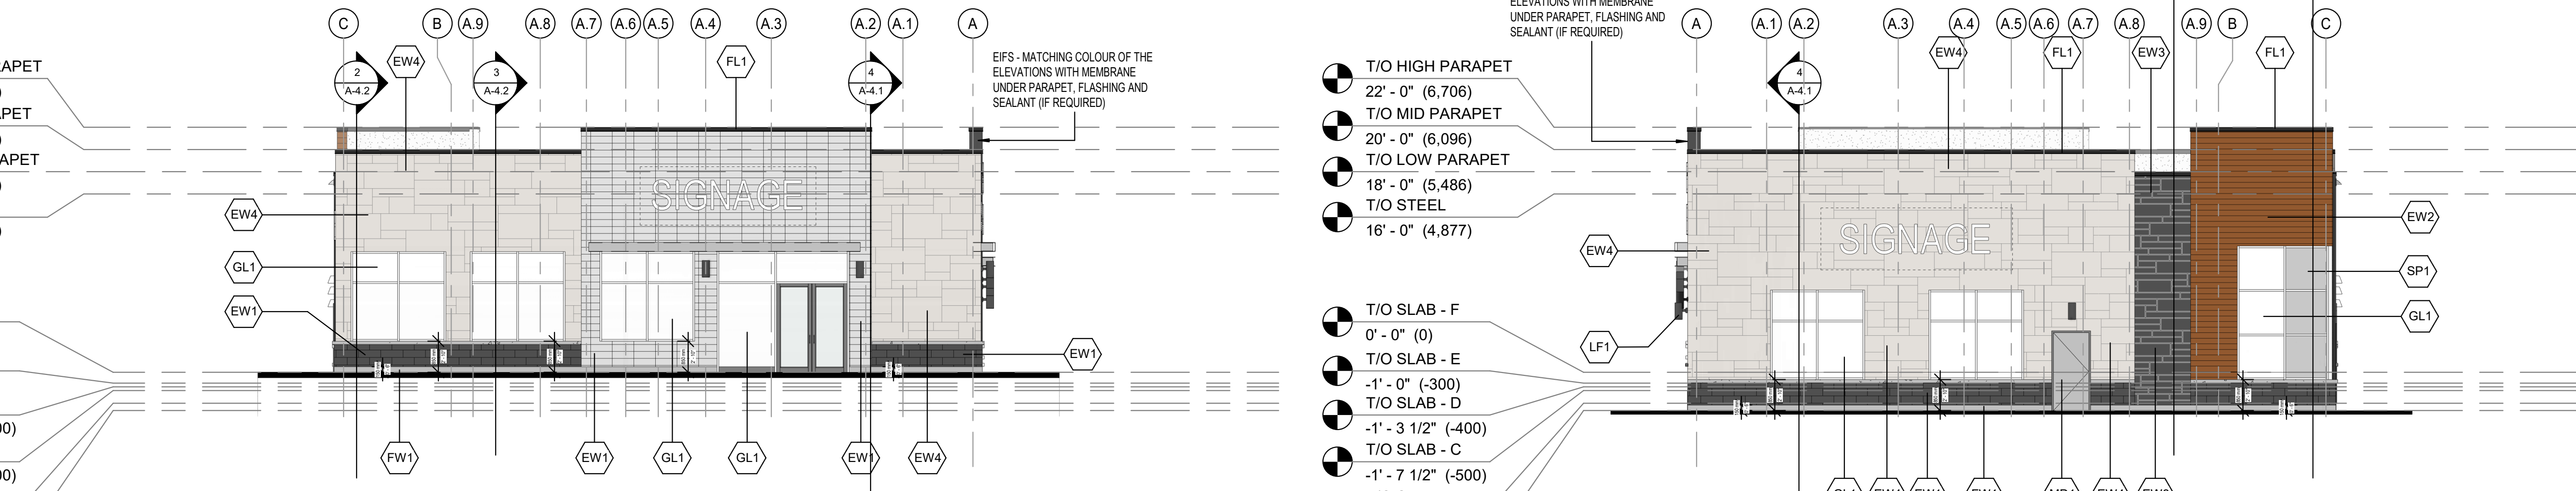 C
B
A.9
A.8
A.7
A.6
A.5
A.4
A.3
A.2
A.1
A
2
A-4.2
EW4
3
A-4.2
FL1
4
A-4.1
EIFS - MATCHING COLOUR OF THE
ELEVATIONS WITH MEMBRANE
UNDER PARAPET, FLASHING AND
SEALANT (IF REQUIRED)
SIGNAGE
EW4
GL1
EW1
EW1
FW1
EW1
GL1
GL1
EW1
EW4
ELEVATIONS WITH MEMBRANE
UNDER PARAPET, FLASHING AND
SEALANT (IF REQUIRED)
T/O HIGH PARAPET
22' - 0" (6,706)
T/O MID PARAPET
20' - 0" (6,096)
T/O LOW PARAPET
18' - 0" (5,486)
T/O STEEL
16' - 0" (4,877)
T/O SLAB - F
0' - 0" (0)
T/O SLAB - E
-1' - 0" (-300)
T/O SLAB - D
-1' - 3 1/2" (-400)
T/O SLAB - C
-1' - 7 1/2" (-500)
A
A.1
A.2
A.3
A.4
A.5
A.6
A.7
A.8
A.9
B
C
4
A-4.1
EW4
FL1
EW3
FL1
SIGNAGE
EW4
LF1
EW2
SP1
GL1